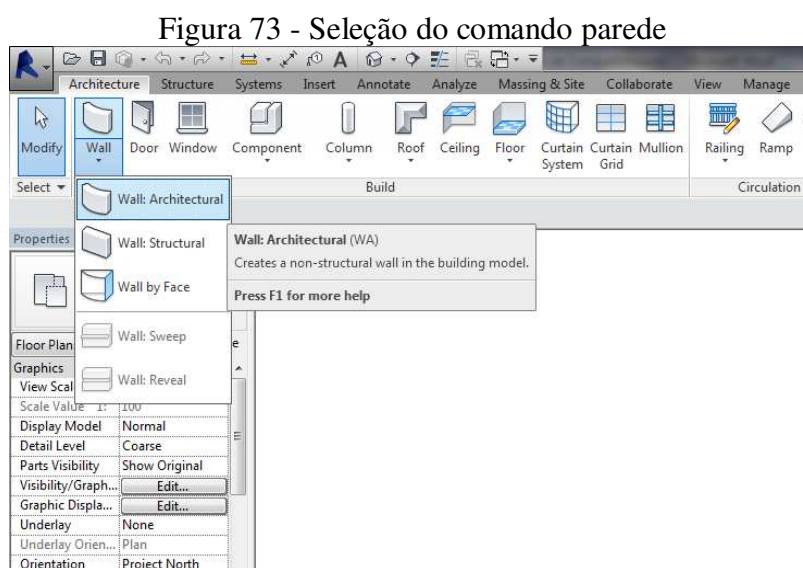 Figura 73 - Seleção do comando parede
Architecture Structure Systems Insert Annotate Analyze Massing & Site Collaborate View Manage
Modify Wall Door Window Component Column Roof Ceiling Floor Curtain System Curtain Grid Mullion Railing Ramp
Select Build Circulation
Wall: Architectural
Wall: Structural
Wall by Face
Wall: Sweep
Wall: Reveal
Wall: Architectural (WA)
Creates a non-structural wall in the building model.
Press F1 for more help
Properties
Floor Plan e
Graphics
View Scal
Scale Value 1: 100
Display Model Normal
Detail Level Coarse
Parts Visibility Show Original
Visibility/Graph... Edit...
Graphic Displa... Edit...
Underlay None
Underlay Orien... Plan
Orientation Project North